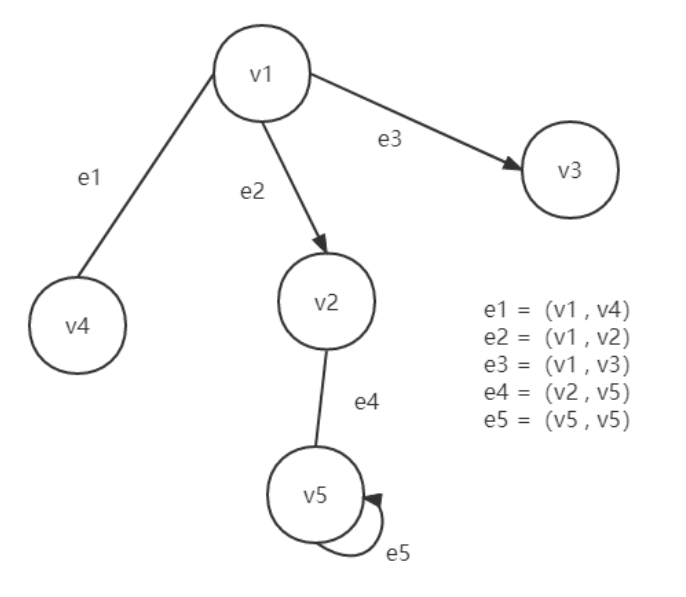 v1
e3
v3
e1
e2
v4
v2
e1 = (v1 , v4)
e2 = (v1 , v2)
e3 = (v1 , v3)
e4 = (v2 , v5)
e5 = (v5 , v5)
e4
v5
e5